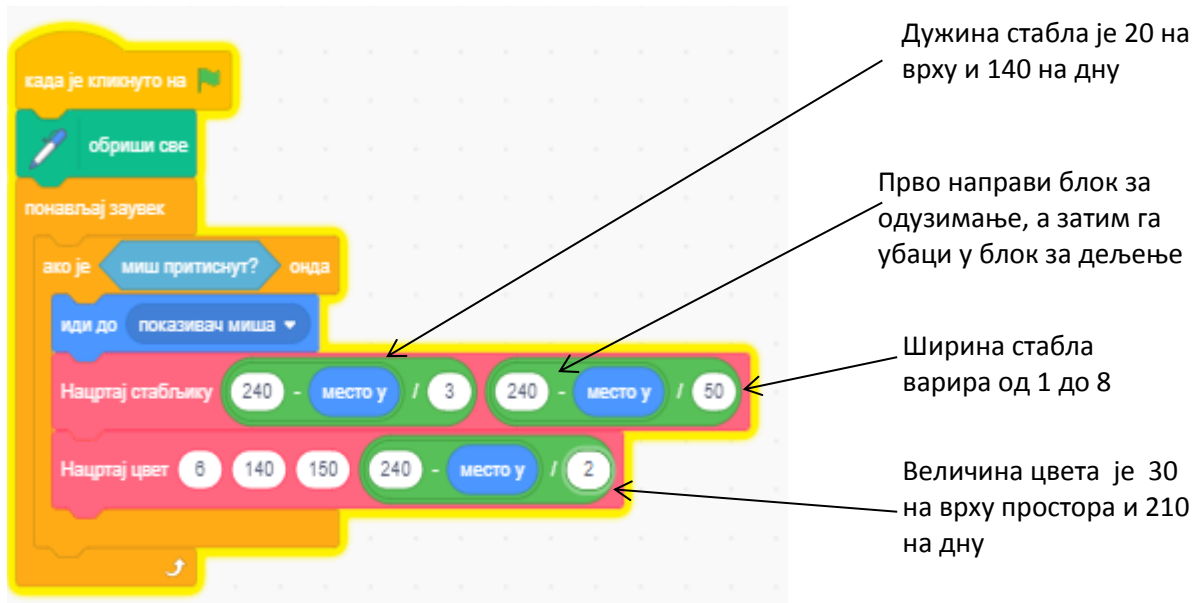 када је кликнуто на
обриши све
понављај заувек
ако је миш притиснут? онда
иди до показивач миша
Нацртај стабљику 240 - место y / 3 240 - место y / 50
Нацртај цвет 6 140 150 240 - место y / 2
Дужина стабла је 20 на
врху и 140 на дну
Прво направи блок за
одузимање, а затим га
убаци у блок за дељење
Ширина стабла
варира од 1 до 8
Величина цвета је 30
на врху простора и 210
на дну